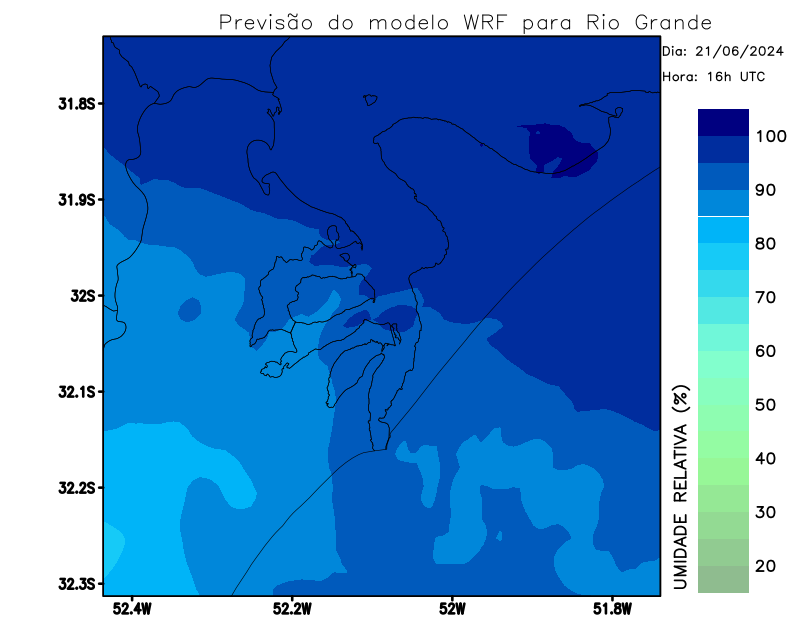 Previsão do modelo WRF para Rio Grande
Dia: 21/06/2024
Hora: 16h UTC
31.8S
31.9S
32S
32.1S
32.2S
32.3S
52.4W
52.2W
52W
51.8W
100
90
80
70
60
50
40
30
20
UMIDADE RELATIVA (%)